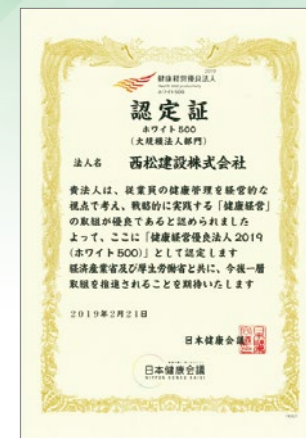 2019
健康経営優良法人
Health and productivity
ホワイト500
認定証
ホワイト500
(大規模法人部門)
法人名 西松建設株式会社
貴法人は、従業員の健康管理を経営的な
視点で考え、戦略的に実践する「健康経営」
の取組が優良であると認められました
よって、ここに「健康経営優良法人2019
(ホワイト500)」として認定します
経済産業省及び厚生労働省と共に、今後一層
取組を推進されることを期待いたします
2019年2月21日
日本健康会議
日本健康会議
NIPPON KENKO KAIGI